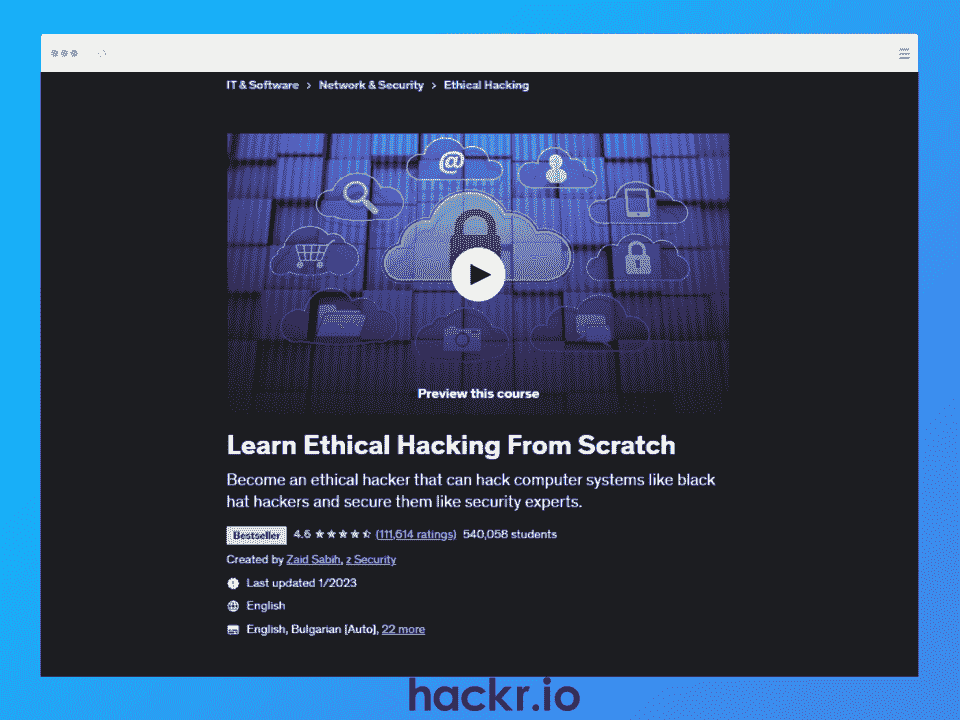 IT & Software > Network & Security > Ethical Hacking
@
Preview this course
Learn Ethical Hacking From Scratch
Become an ethical hacker that can hack computer systems like black
hat hackers and secure them like security experts.
Bestseller 4.6 (111,614 ratings) 540,058 students
Created by Zaid Sabih, z Security
Last updated 1/2023
English
English, Bulgarian [Auto], 22 more
hackr.io